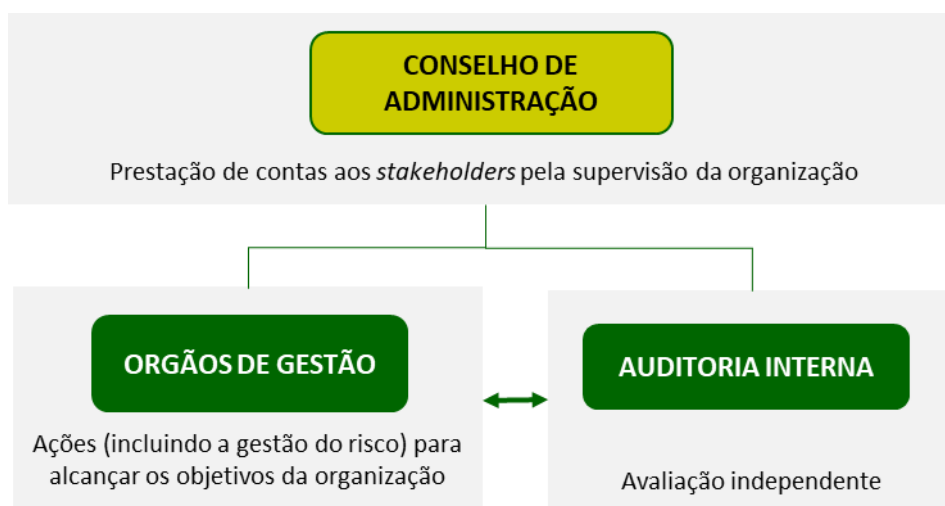 CONSELHO DE
ADMINISTRAÇÃO
Prestação de contas aos stakeholders pela supervisão da organização
ORGÃOS DE GESTÃO
Ações (incluindo a gestão do risco) para
alcançar os objetivos da organização
AUDITORIA INTERNA
Avaliação independente